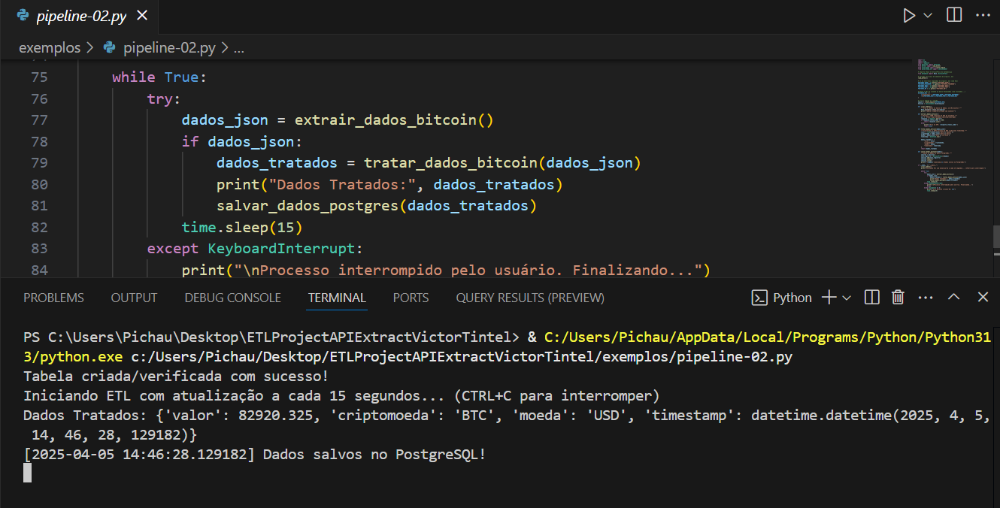 pipeline-02.py
exemplos > pipeline-02.py > ...
75 while True:
76 try:
77 dados_json = extrair_dados_bitcoin()
78 if dados_json:
79 dados_tratados = tratar_dados_bitcoin(dados_json)
80 print("Dados Tratados:", dados_tratados)
81 salvar_dados_postgres(dados_tratados)
82 time.sleep(15)
83 except KeyboardInterrupt:
84 print("\nProcesso interrompido pelo usuário. Finalizando...")
PROBLEMS OUTPUT DEBUG CONSOLE TERMINAL PORTS QUERY RESULTS (PREVIEW) Python
PS C:\Users\Pichau\Desktop\ETLProjectAPIExtractVictorTintel> & C:/Users/Pichau/AppData/Local/Programs/Python/Python31
3/python.exe c:/Users/Pichau/Desktop/ETLProjectAPIExtractVictorTintel/exemplos/pipeline-02.py
Tabela criada/verificada com sucesso!
Iniciando ETL com atualização a cada 15 segundos... (CTRL+C para interromper)
Dados Tratados: {'valor': 82920.325, 'criptomoeda': 'BTC', 'moeda': 'USD', 'timestamp': datetime.datetime(2025, 4, 5,
14, 46, 28, 129182)}
[2025-04-05 14:46:28.129182] Dados salvos no PostgreSQL!